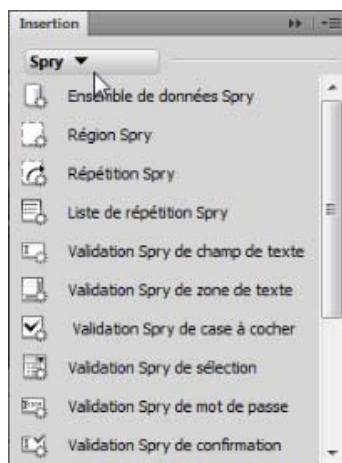 Insertion
Spry
Ensemble de données Spry
Région Spry
Répétition Spry
Liste de répétition Spry
Validation Spry de champ de texte
Validation Spry de zone de texte
Validation Spry de case à cocher
Validation Spry de sélection
Validation Spry de mot de passe
Validation Spry de confirmation